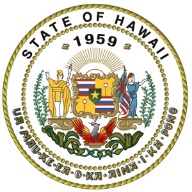 STATE OF HAWAII
1959
UA MAU KE EA O KA AINA I KA PONO